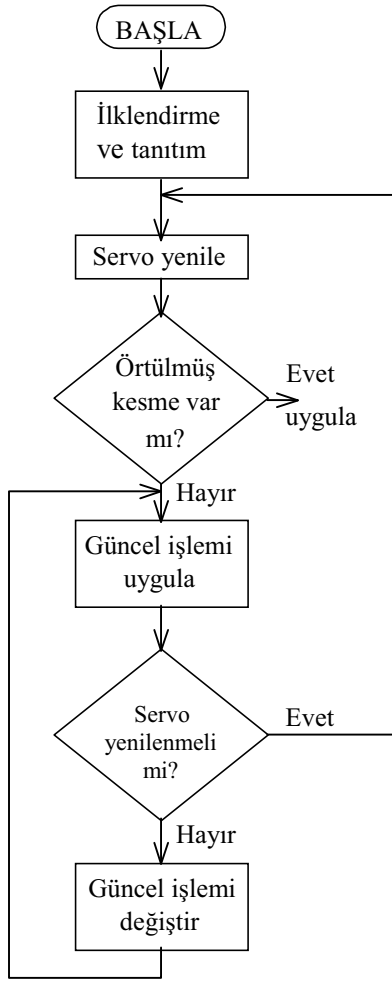 BAŞLA
İlklendirme
ve tanıtım
Servo yenile
Örtülmüş
kesme var
mı?
Evet
uygula
Hayır
Güncel işlemi
uygula
Servo
yenilenmeli
mi?
Evet
Hayır
Güncel işlemi
değiştir